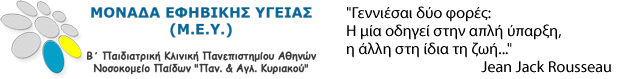 ΜΟΝΑΔΑ ΕΦΗΒΙΚΗΣ ΥΓΕΙΑΣ
(Μ.Ε.Υ.)
Β΄ Παιδιατρική Κλινική Πανεπιστημίου Αθηνών
Νοσοκομείο Παίδων "Παν. & Αγλ. Κυριακού"
"Γεννιέσαι δύο φορές:
Η μία οδηγεί στην απλή ύπαρξη,
η άλλη στη ίδια τη ζωή..."
Jean Jack Rousseau